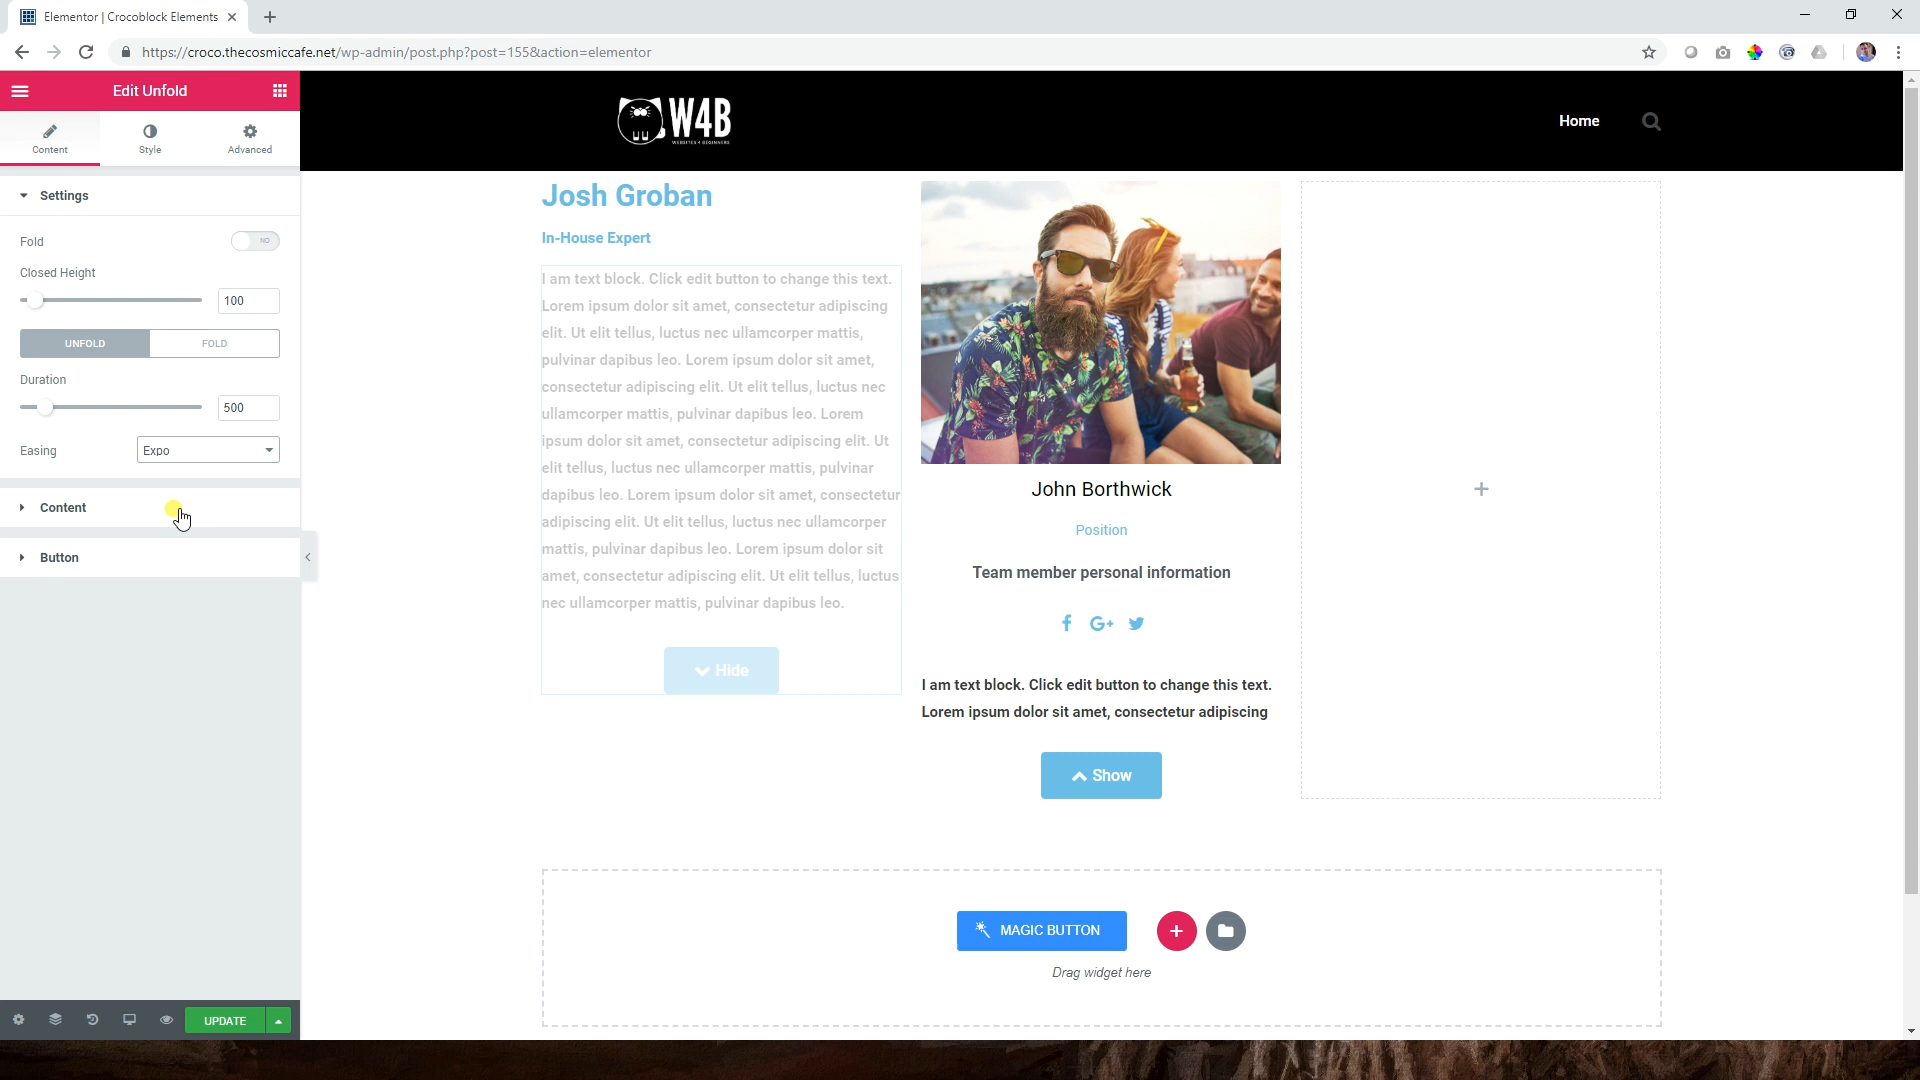 Elementor | Crocoblock Elements
https://croco.thecosmiccafe.net/wp-admin/post.php?post=155&action=elementor
Edit Unfold
Content
Style
Advanced
Settings
Fold
NO
Closed Height
100
UNFOLD
FOLD
Duration
500
Easing
Expo
Content
Button
UPDATE
W4B
WEBSITES 4 BEGINNERS
Home
Josh Groban
In-House Expert
I am text block. Click edit button to change this text.
Lorem ipsum dolor sit amet, consectetur adipiscing
elit. Ut elit tellus, luctus nec ullamcorper mattis,
pulvinar dapibus leo. Lorem ipsum dolor sit amet,
consectetur adipiscing elit. Ut elit tellus, luctus nec
ullamcorper mattis, pulvinar dapibus leo. Lorem
ipsum dolor sit amet, consectetur adipiscing elit. Ut
elit tellus, luctus nec ullamcorper mattis, pulvinar
dapibus leo. Lorem ipsum dolor sit amet, consectetur
adipiscing elit. Ut elit tellus, luctus nec ullamcorper
mattis, pulvinar dapibus leo. Lorem ipsum dolor sit
amet, consectetur adipiscing elit. Ut elit tellus, luctus
nec ullamcorper mattis, pulvinar dapibus leo.
Hide
John Borthwick
Position
Team member personal information
I am text block. Click edit button to change this text.
Lorem ipsum dolor sit amet, consectetur adipiscing
Show
MAGIC BUTTON
Drag widget here